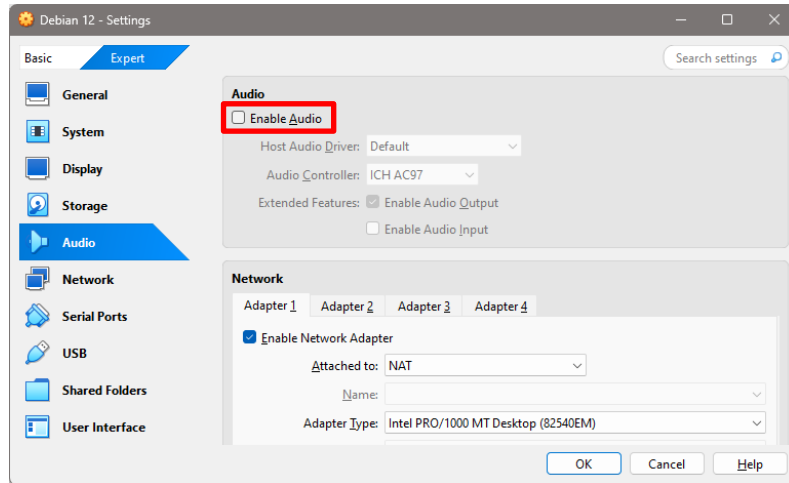 Debian 12 - Settings
Basic
Expert
Search settings
General
System
Display
Storage
Audio
Network
Serial Ports
USB
Shared Folders
User Interface
Audio
Enable Audio
Host Audio Driver: Default
Audio Controller: ICH AC97
Extended Features: Enable Audio Output
Enable Audio Input
Network
Adapter 1 Adapter 2 Adapter 3 Adapter 4
Enable Network Adapter
Attached to: NAT
Name:
Adapter Type: Intel PRO/1000 MT Desktop (82540EM)
OK Cancel Help